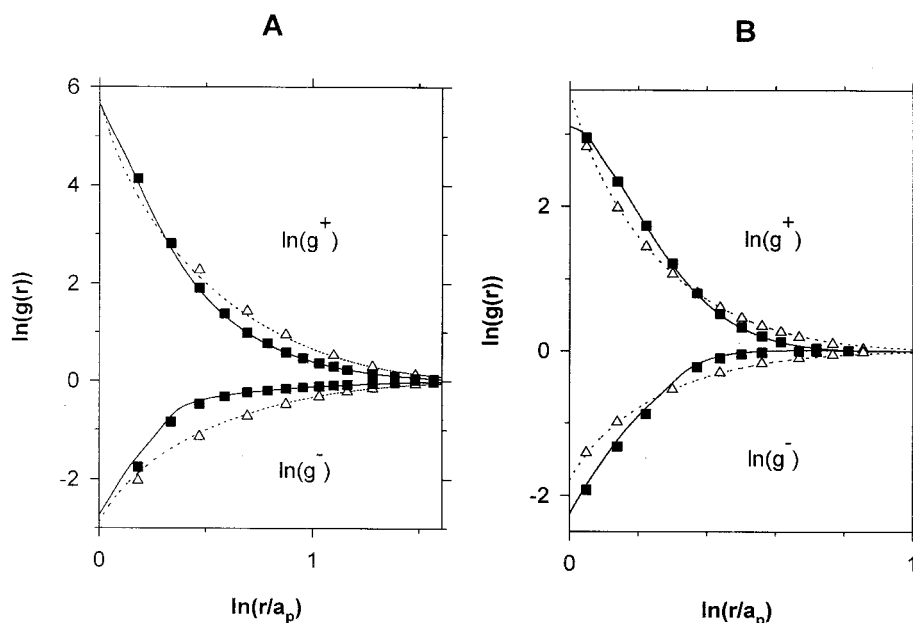 A
B
6
4
2
0
-2
ln(g(r))
ln(g⁺)
ln(g⁻)
0
1
ln(r/aₚ)
2
0
-2
ln(g(r))
ln(g⁺)
ln(g⁻)
0
1
ln(r/aₚ)